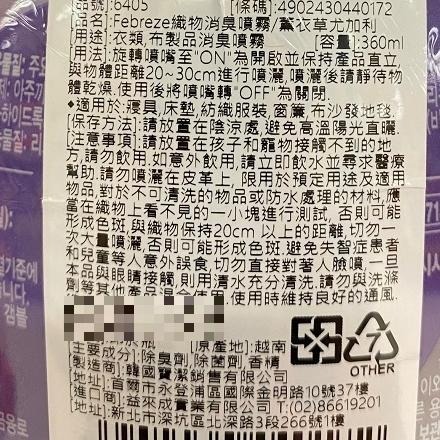 品號:6405 [條碼]:4902430440172
[品名]:Febreze織物消臭噴霧/薰衣草尤加利
[用途]:衣類,布製品消臭噴霧 [容量]:360ml
[用法]:旋轉噴嘴至"ON"為開啟並保持產品直立,
與物體距離20~30cm進行噴灑,噴灑後請靜待物
體乾燥.使用後將噴嘴轉"OFF"為關閉.
◆適用於:寢具,床墊,紡織服裝,窗簾,布沙發地毯.
[保存方法]:請放置在陰涼處,避免高溫陽光直曬.
[注意事項]:請放置在孩子和寵物接觸不到的地
方,請勿飲用.如意外飲用,請立即飲水並尋求醫療
幫助.請勿噴灑在皮革上,限用於預定用途及適用
物品,對於不可清洗的物品或防水處理的材料,應
當在織物上看不見的一小塊進行測試,否則可能
形成色斑,與織物保持20cm以上的距離,切勿一
次大量噴灑,否則可能形成色斑.避免失智症患者
和兒童等人意外誤食,切勿直接對著人臉噴.一旦
本品與眼睛接觸,則用清水充分清洗.請勿與洗滌
劑等其他產品混合使用.使用時維持良好的通風.
[原產地]:越南
[主要成分]:除臭劑,除菌劑,香精
[製造商]:韓國寶潔銷售有限公司
[地址]:首爾市永登浦區國際金明路10號37樓
[進口商]:益來成實業有限公司 T:(02)86619201
[地址]:新北市深坑區北深路3段266號1樓
7
OTHER
71